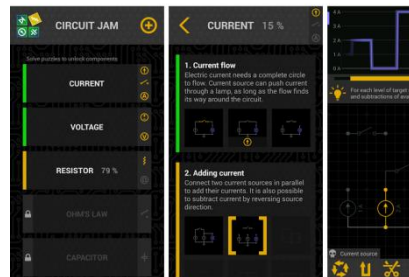 CIRCUIT JAM
Solve puzzles to unlock components
CURRENT
VOLTAGE
RESISTOR 79 %
OHM'S LAW
CAPACITOR
CURRENT 15 %
1. Current flow
Electric current needs a complete circle
to flow. Current source can push current
through a lamp, as long as the flow finds
its way around the circuit.
2. Adding current
Connect two current sources in parallel
to add their currents. It is also possible
to subtract current by reversing source
direction.
For each level of target
and subtractions of
Current source